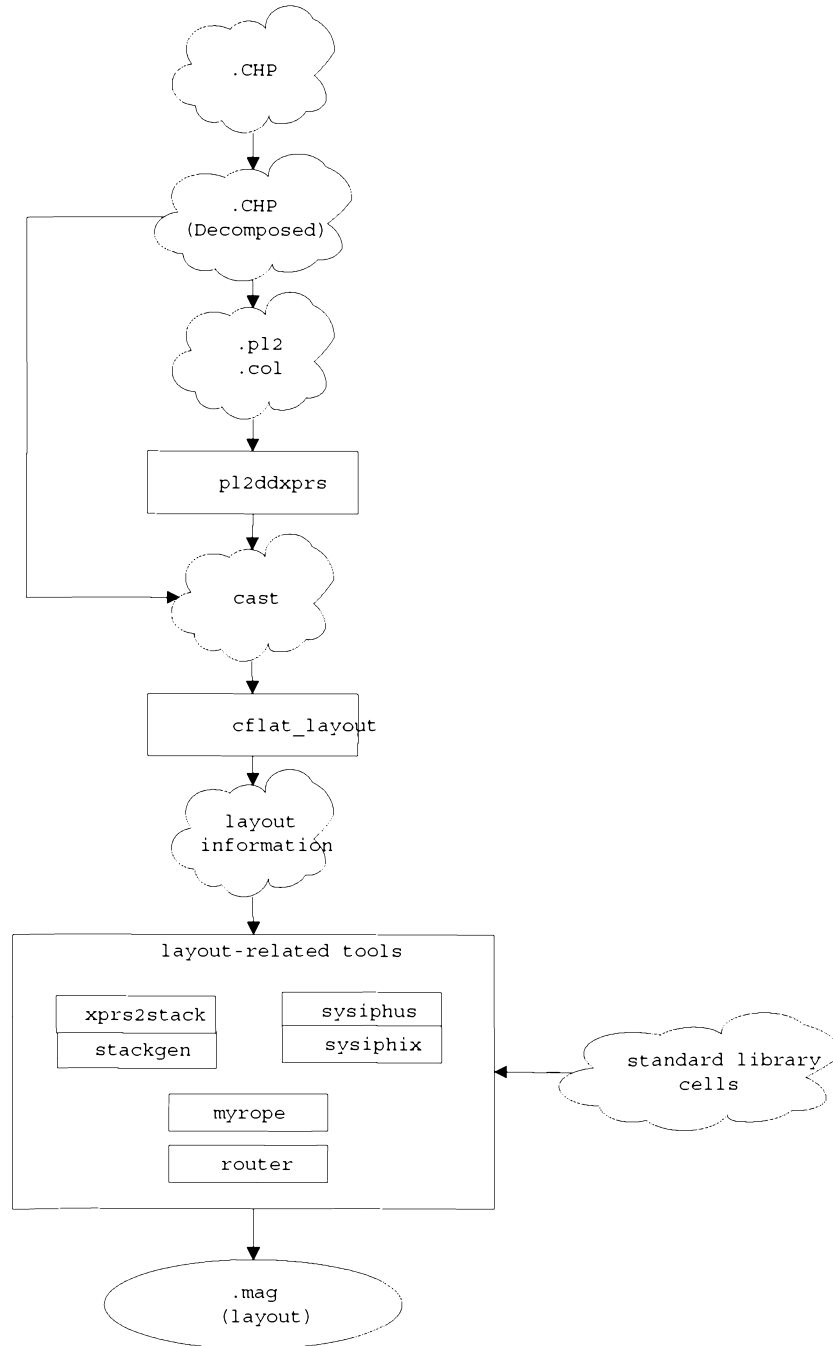 .CHP
.CHP
(Decomposed)
.pl2
.col
pl2ddxprs
cast
cflat_layout
layout
information
layout-related tools
xprs2stack
stackgen
sysiphus
sysiphix
myrope
router
standard library
cells
.mag
(layout)